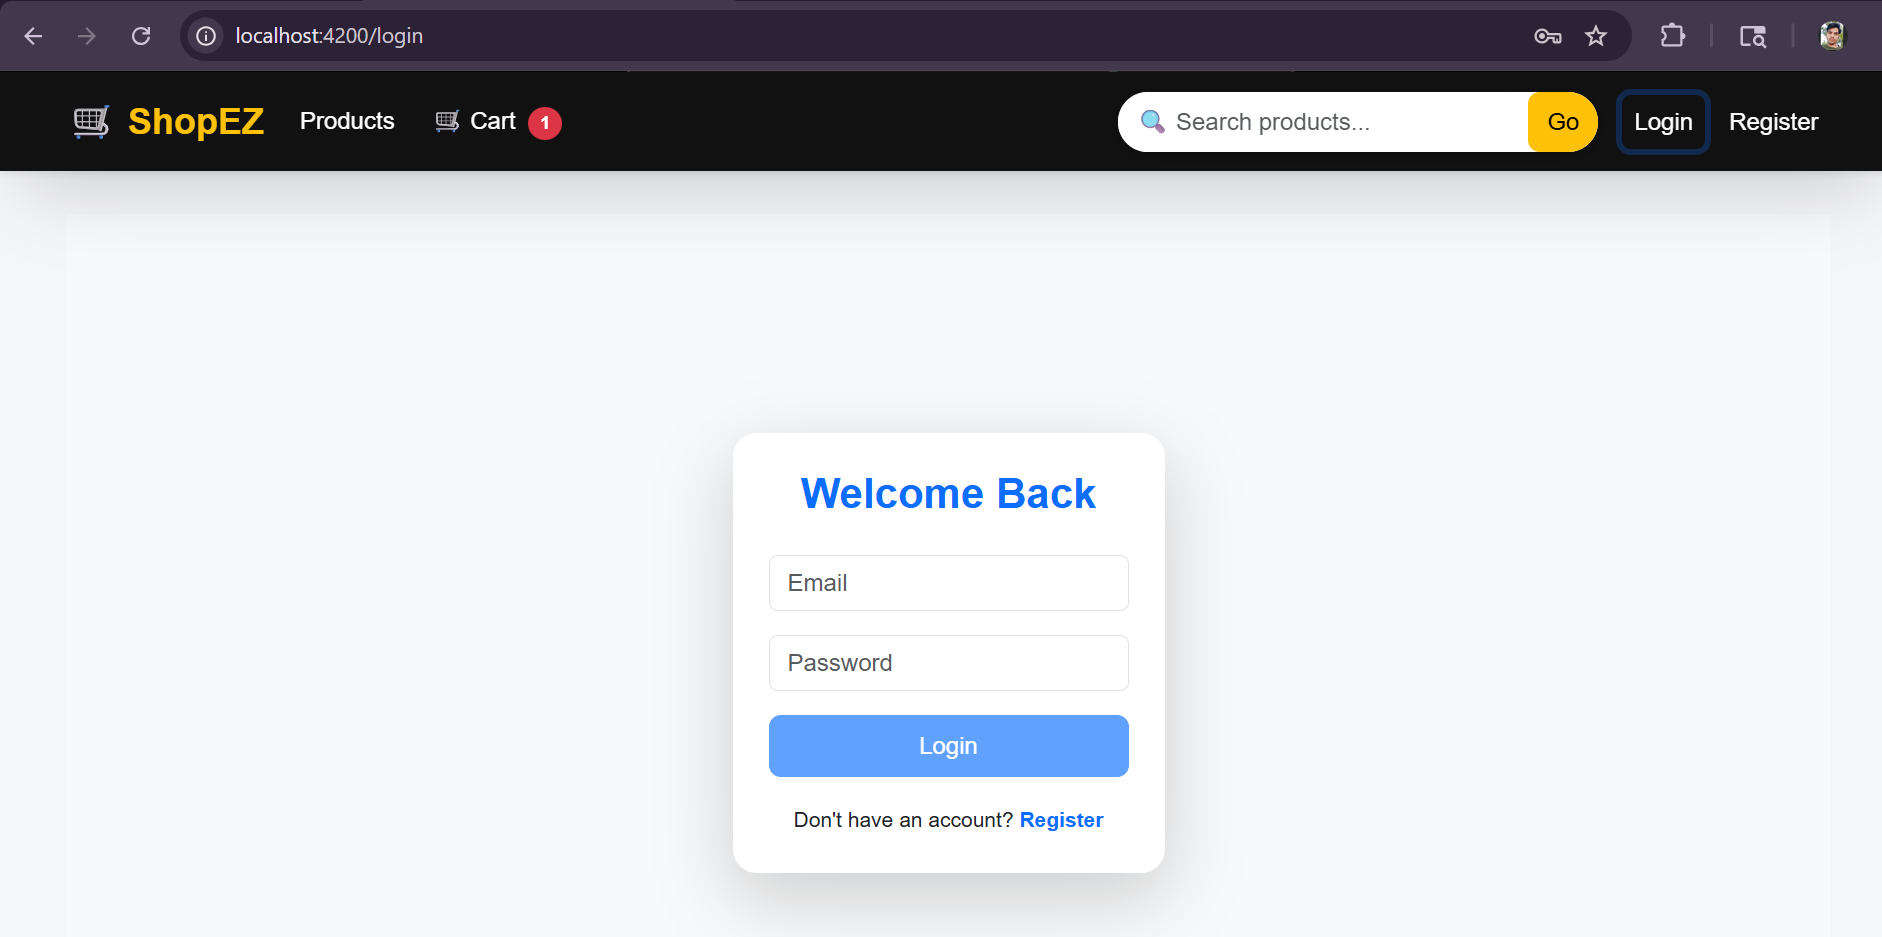 localhost:4200/login
ShopEZ Products Cart 1 Search products... Go Login Register
Welcome Back
Email
Password
Login
Don't have an account? Register